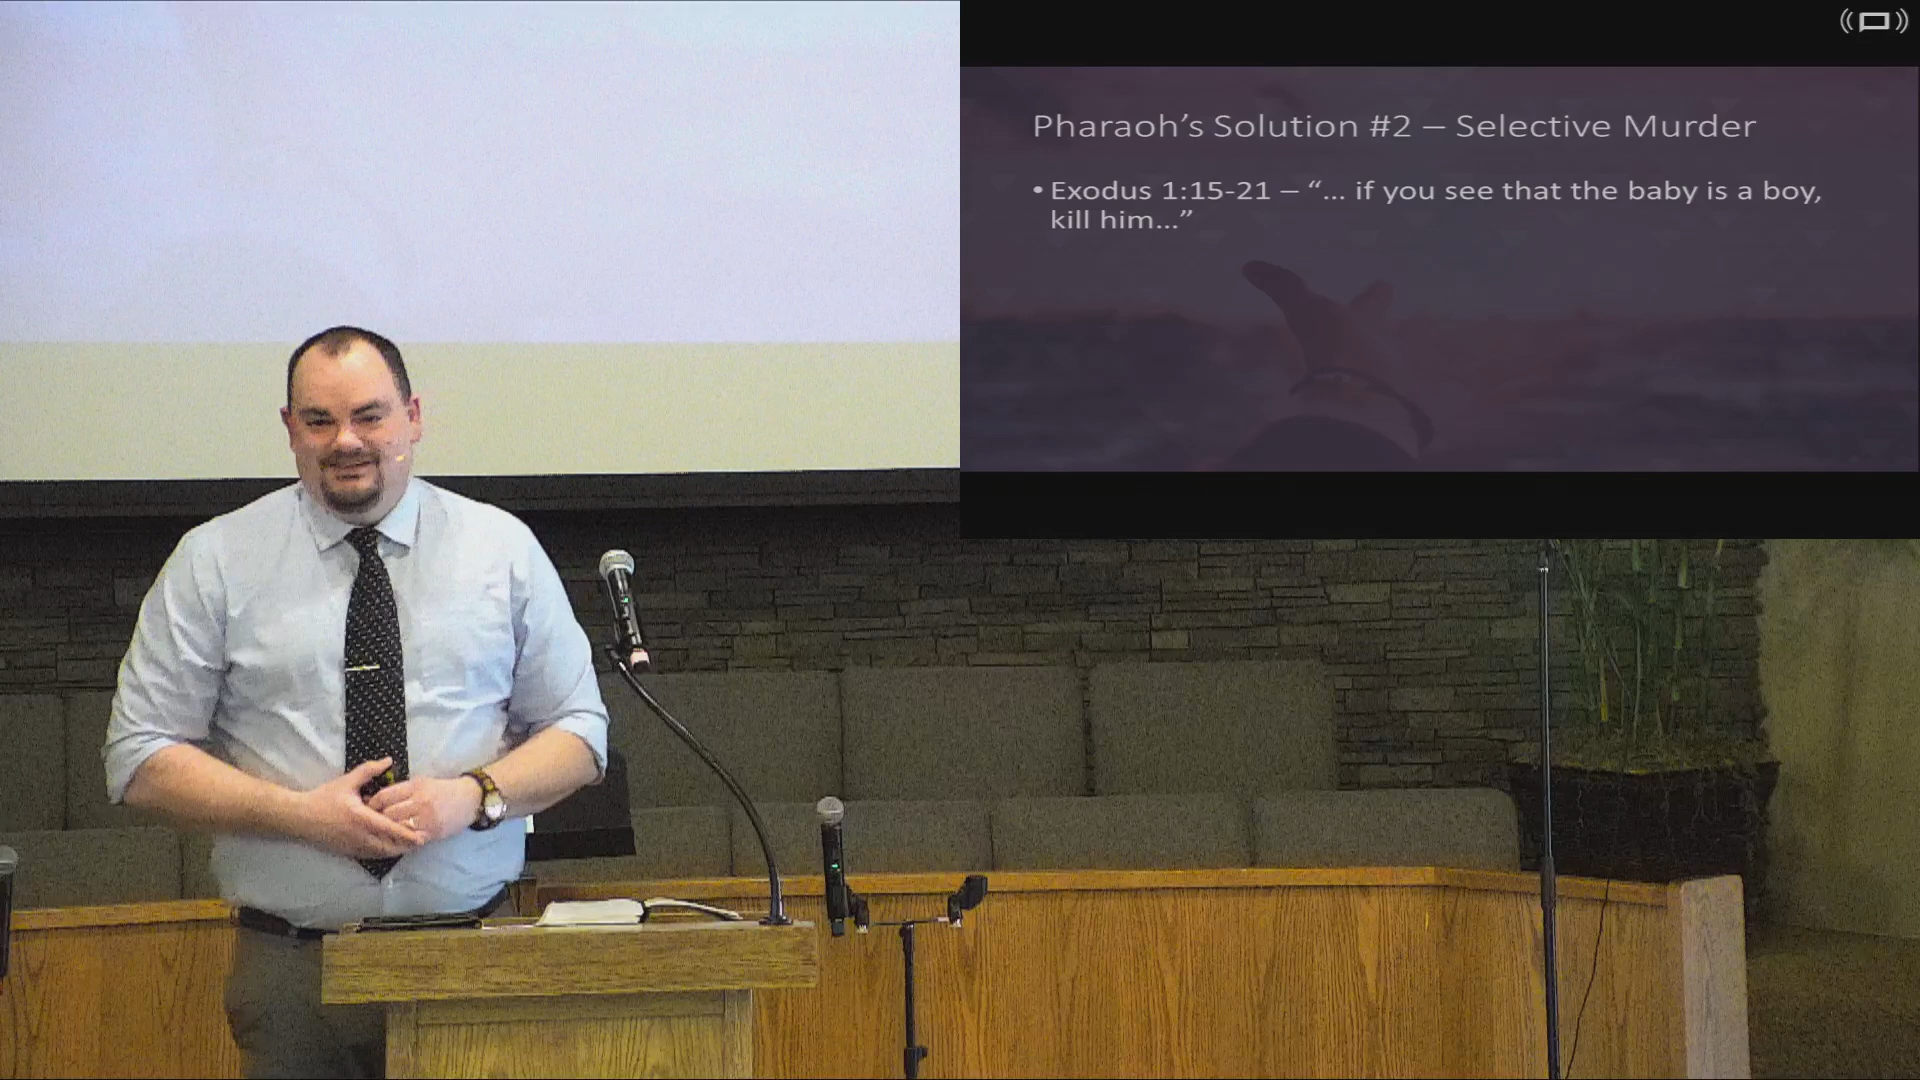 Pharaoh’s Solution #2 – Selective Murder
• Exodus 1:15-21 – “… if you see that the baby is a boy,
kill him…”